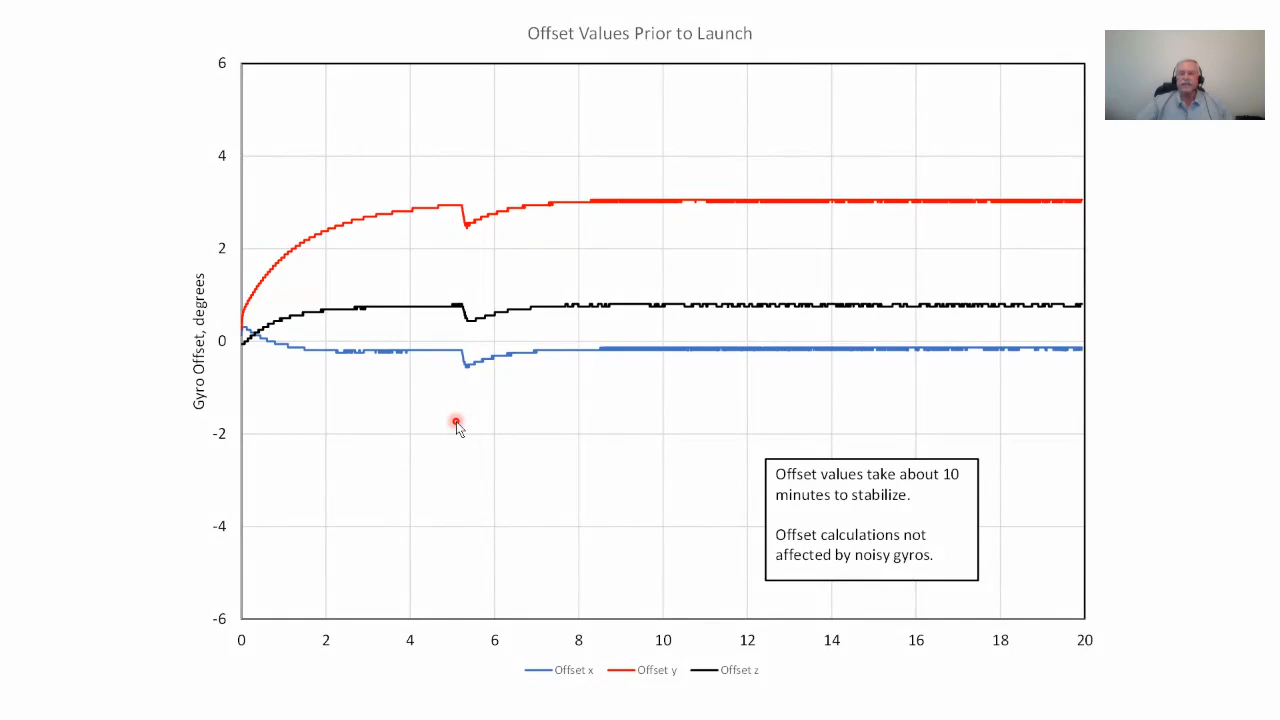 Offset Values Prior to Launch
6
4
2
0
-2
-4
-6
Gyro Offset, degrees
Offset values take about 10
minutes to stabilize.
Offset calculations not
affected by noisy gyros.
0 2 4 6 8 10 12 14 16 18 20
Offset x Offset y Offset z